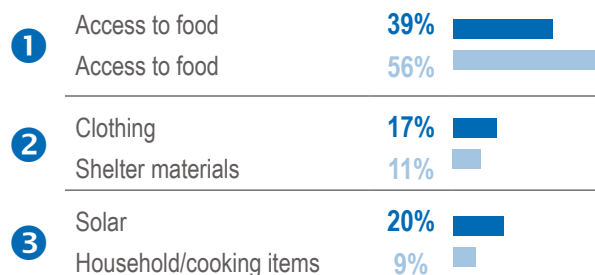 1
Access to food 39%
Access to food 56%
2
Clothing 17%
Shelter materials 11%
3
Solar 20%
Household/cooking items 9%